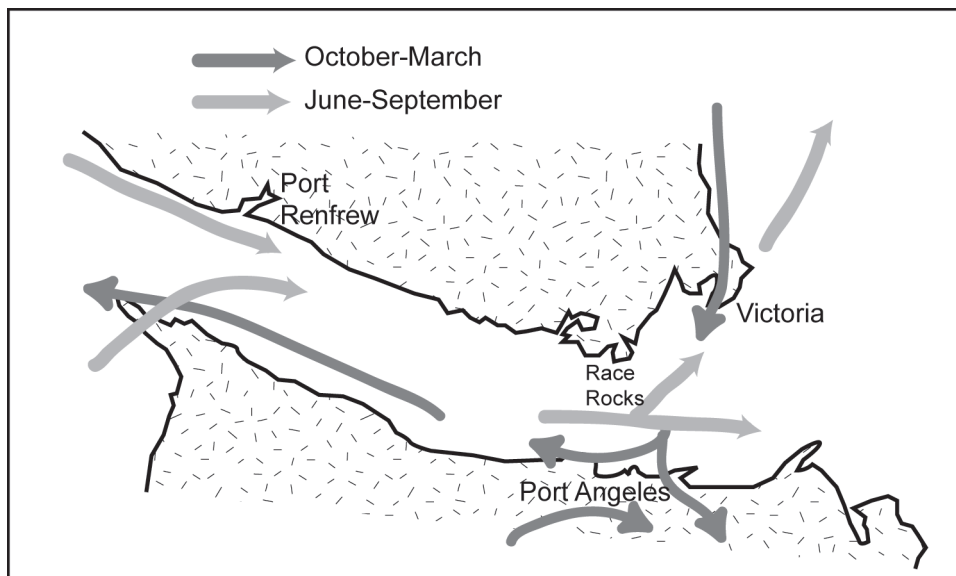 October-March
June-September
Port
Renfrew
Victoria
Race
Rocks
Port Angeles